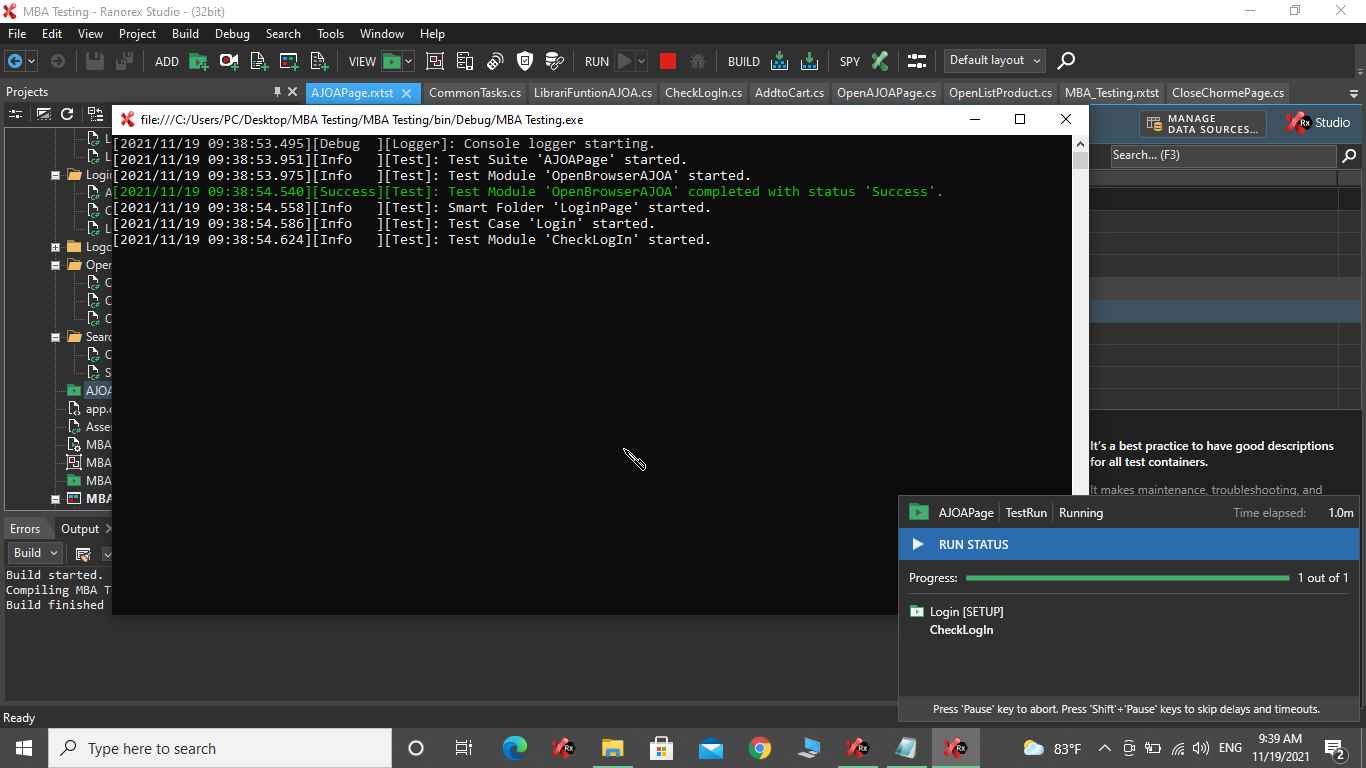 MBA Testing - Ranorex Studio - (32bit)
File Edit View Project Build Debug Search Tools Window Help
ADD VIEW RUN BUILD SPY Default layout
Projects
AJOAPage.rxtst CommonTasks.cs LibrariFuntionAJOA.cs CheckLogIn.cs AddtoCart.cs OpenAJOAPage.cs OpenListProduct.cs MBA_Testing.rxtst CloseChormePage.cs
file:///C:/Users/PC/Desktop/MBA Testing/MBA Testing/bin/Debug/MBA Testing.exe
MANAGE
DATA SOURCES...
Rx Studio
Search... (F3)
[2021/11/19 09:38:53.495][Debug  ][Logger]: Console logger starting.
[2021/11/19 09:38:53.951][Info   ][Test]: Test Suite 'AJOAPage' started.
[2021/11/19 09:38:53.975][Info   ][Test]: Test Module 'OpenBrowserAJOA' started.
[2021/11/19 09:38:54.540][Success][Test]: Test Module 'OpenBrowserAJOA' completed with status 'Success'.
[2021/11/19 09:38:54.558][Info   ][Test]: Smart Folder 'LoginPage' started.
[2021/11/19 09:38:54.586][Info   ][Test]: Test Case 'Login' started.
[2021/11/19 09:38:54.624][Info   ][Test]: Test Module 'CheckLogIn' started.
L
L
Logi
A
C
L
Logo
Oper
C
C
C
Searc
C
S
AJOA
app.c
Asse
MBA
MBA
MBA
MBA
It's a best practice to have good descriptions
for all test containers.
It makes maintenance, troubleshooting, and
Errors Output
Build
Build started.
Compiling MBA T
Build finished
AJOAPage TestRun Running Time elapsed: 1.0m
RUN STATUS
Progress: 1 out of 1
Login [SETUP]
CheckLogIn
Press 'Pause' key to abort. Press 'Shift'+'Pause' keys to skip delays and timeouts.
Ready
Type here to search
83°F
ENG
9:39 AM
11/19/2021
2